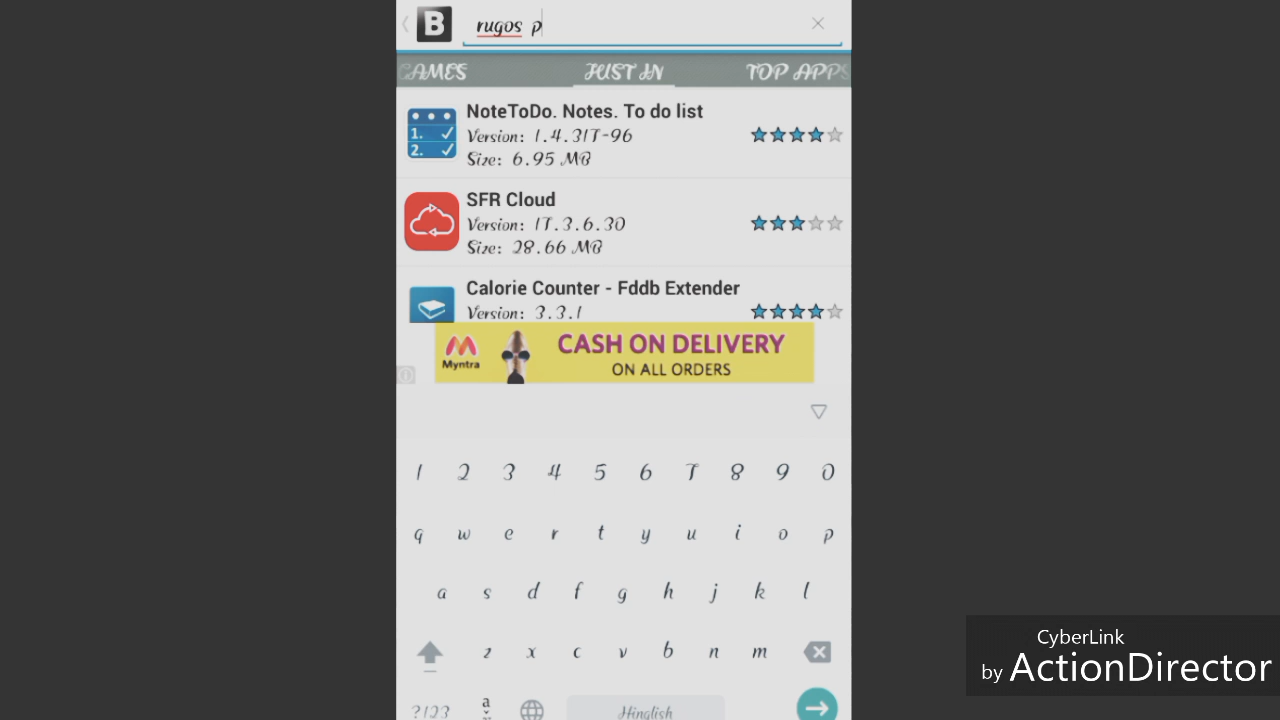 B rugos p
GAMES JUST IN TOP APPS
NoteToDo. Notes. To do list
Version: 1.4.317-96
Size: 6.95 MB
SFR Cloud
Version: 17.3.6.30
Size: 28.66 MB
Calorie Counter - Fddb Extender
Version: 3.3.1
Myntra
CASH ON DELIVERY
ON ALL ORDERS
1 2 3 4 5 6 7 8 9 0
q w e r t y u i o p
a s d f g h j k l
z x c v b n m
?123 a Hinglish
CyberLink
by ActionDirector